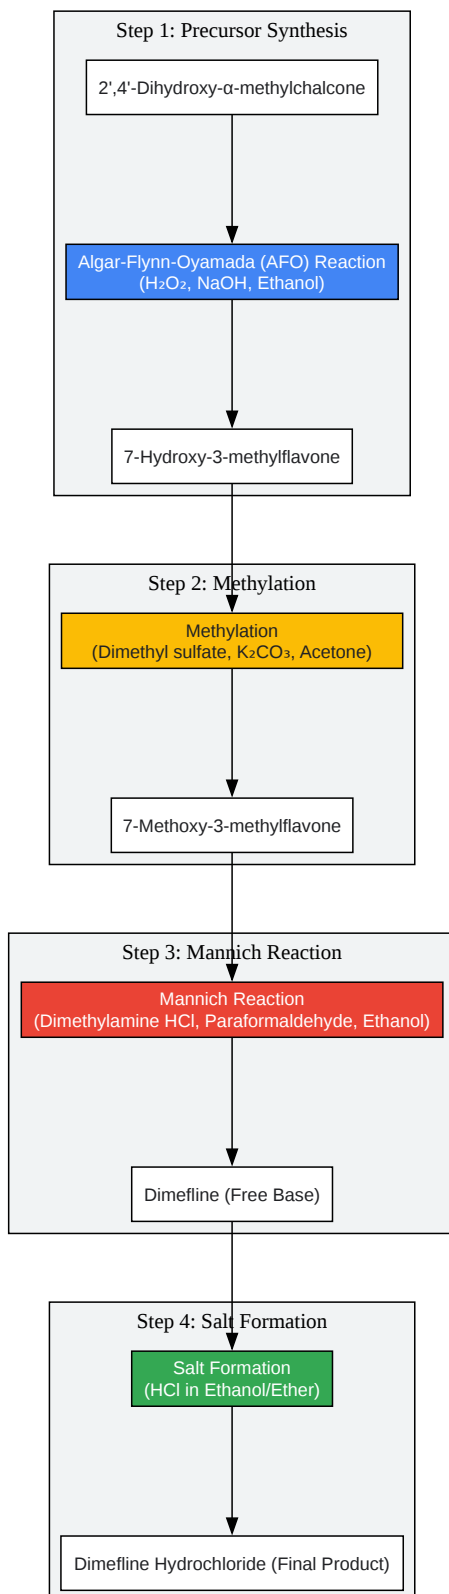 Step 1: Precursor Synthesis
2',4'-Dihydroxy-α-methylchalcone
Algar-Flynn-Oyamada (AFO) Reaction
(H₂O₂, NaOH, Ethanol)
7-Hydroxy-3-methylflavone
Step 2: Methylation
Methylation
(Dimethyl sulfate, K₂CO₃, Acetone)
7-Methoxy-3-methylflavone
Step 3: Mannich Reaction
Mannich Reaction
(Dimethylamine HCl, Paraformaldehyde, Ethanol)
Dimefline (Free Base)
Step 4: Salt Formation
Salt Formation
(HCl in Ethanol/Ether)
Dimefline Hydrochloride (Final Product)